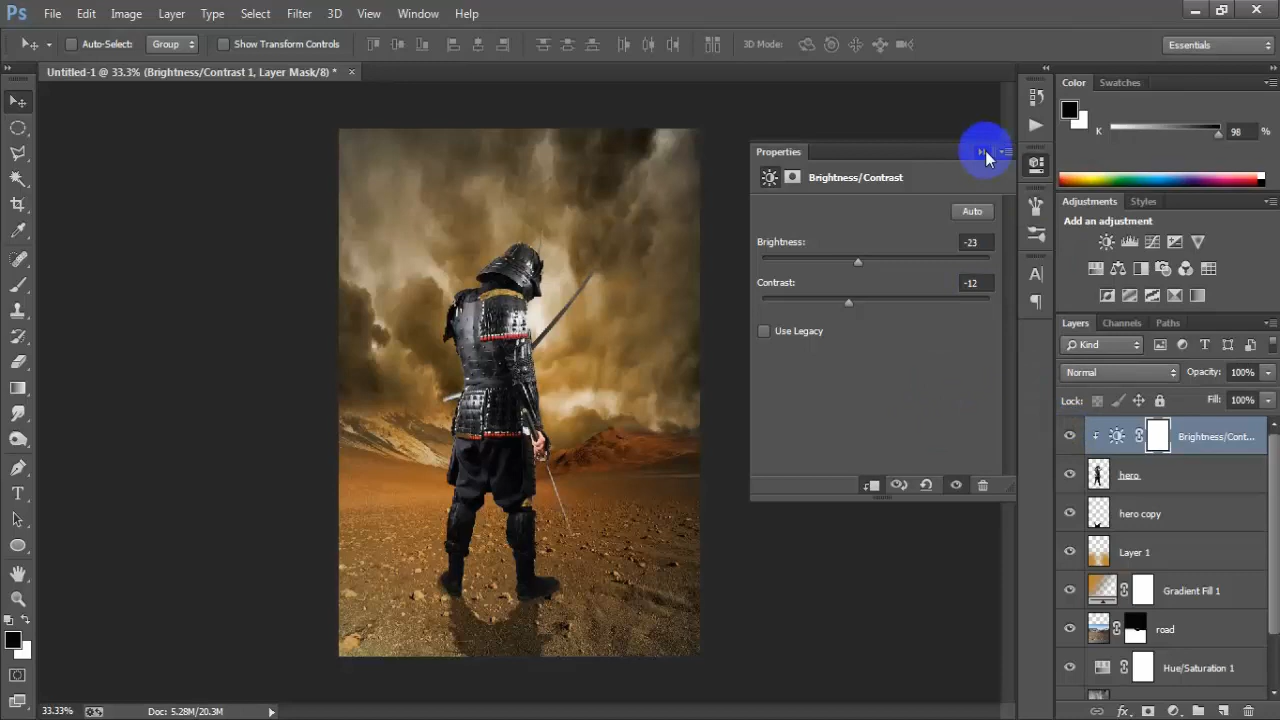 Ps File Edit Image Layer Type Select Filter 3D View Window Help
Auto-Select: Group Show Transform Controls 3D Mode: Essentials
Untitled-1 @ 33.3% (Brightness/Contrast 1, Layer Mask/8) *
Color Swatches
K 98 %
Properties
Brightness/Contrast
Auto
Brightness: -23
Contrast: -12
Use Legacy
Adjustments Styles
Add an adjustment
Layers Channels Paths
Kind
Normal Opacity: 100%
Lock: Fill: 100%
Brightness/Cont...
hero
hero copy
Layer 1
Gradient Fill 1
road
Hue/Saturation 1
33.33% Doc: 5.28M/20.3M